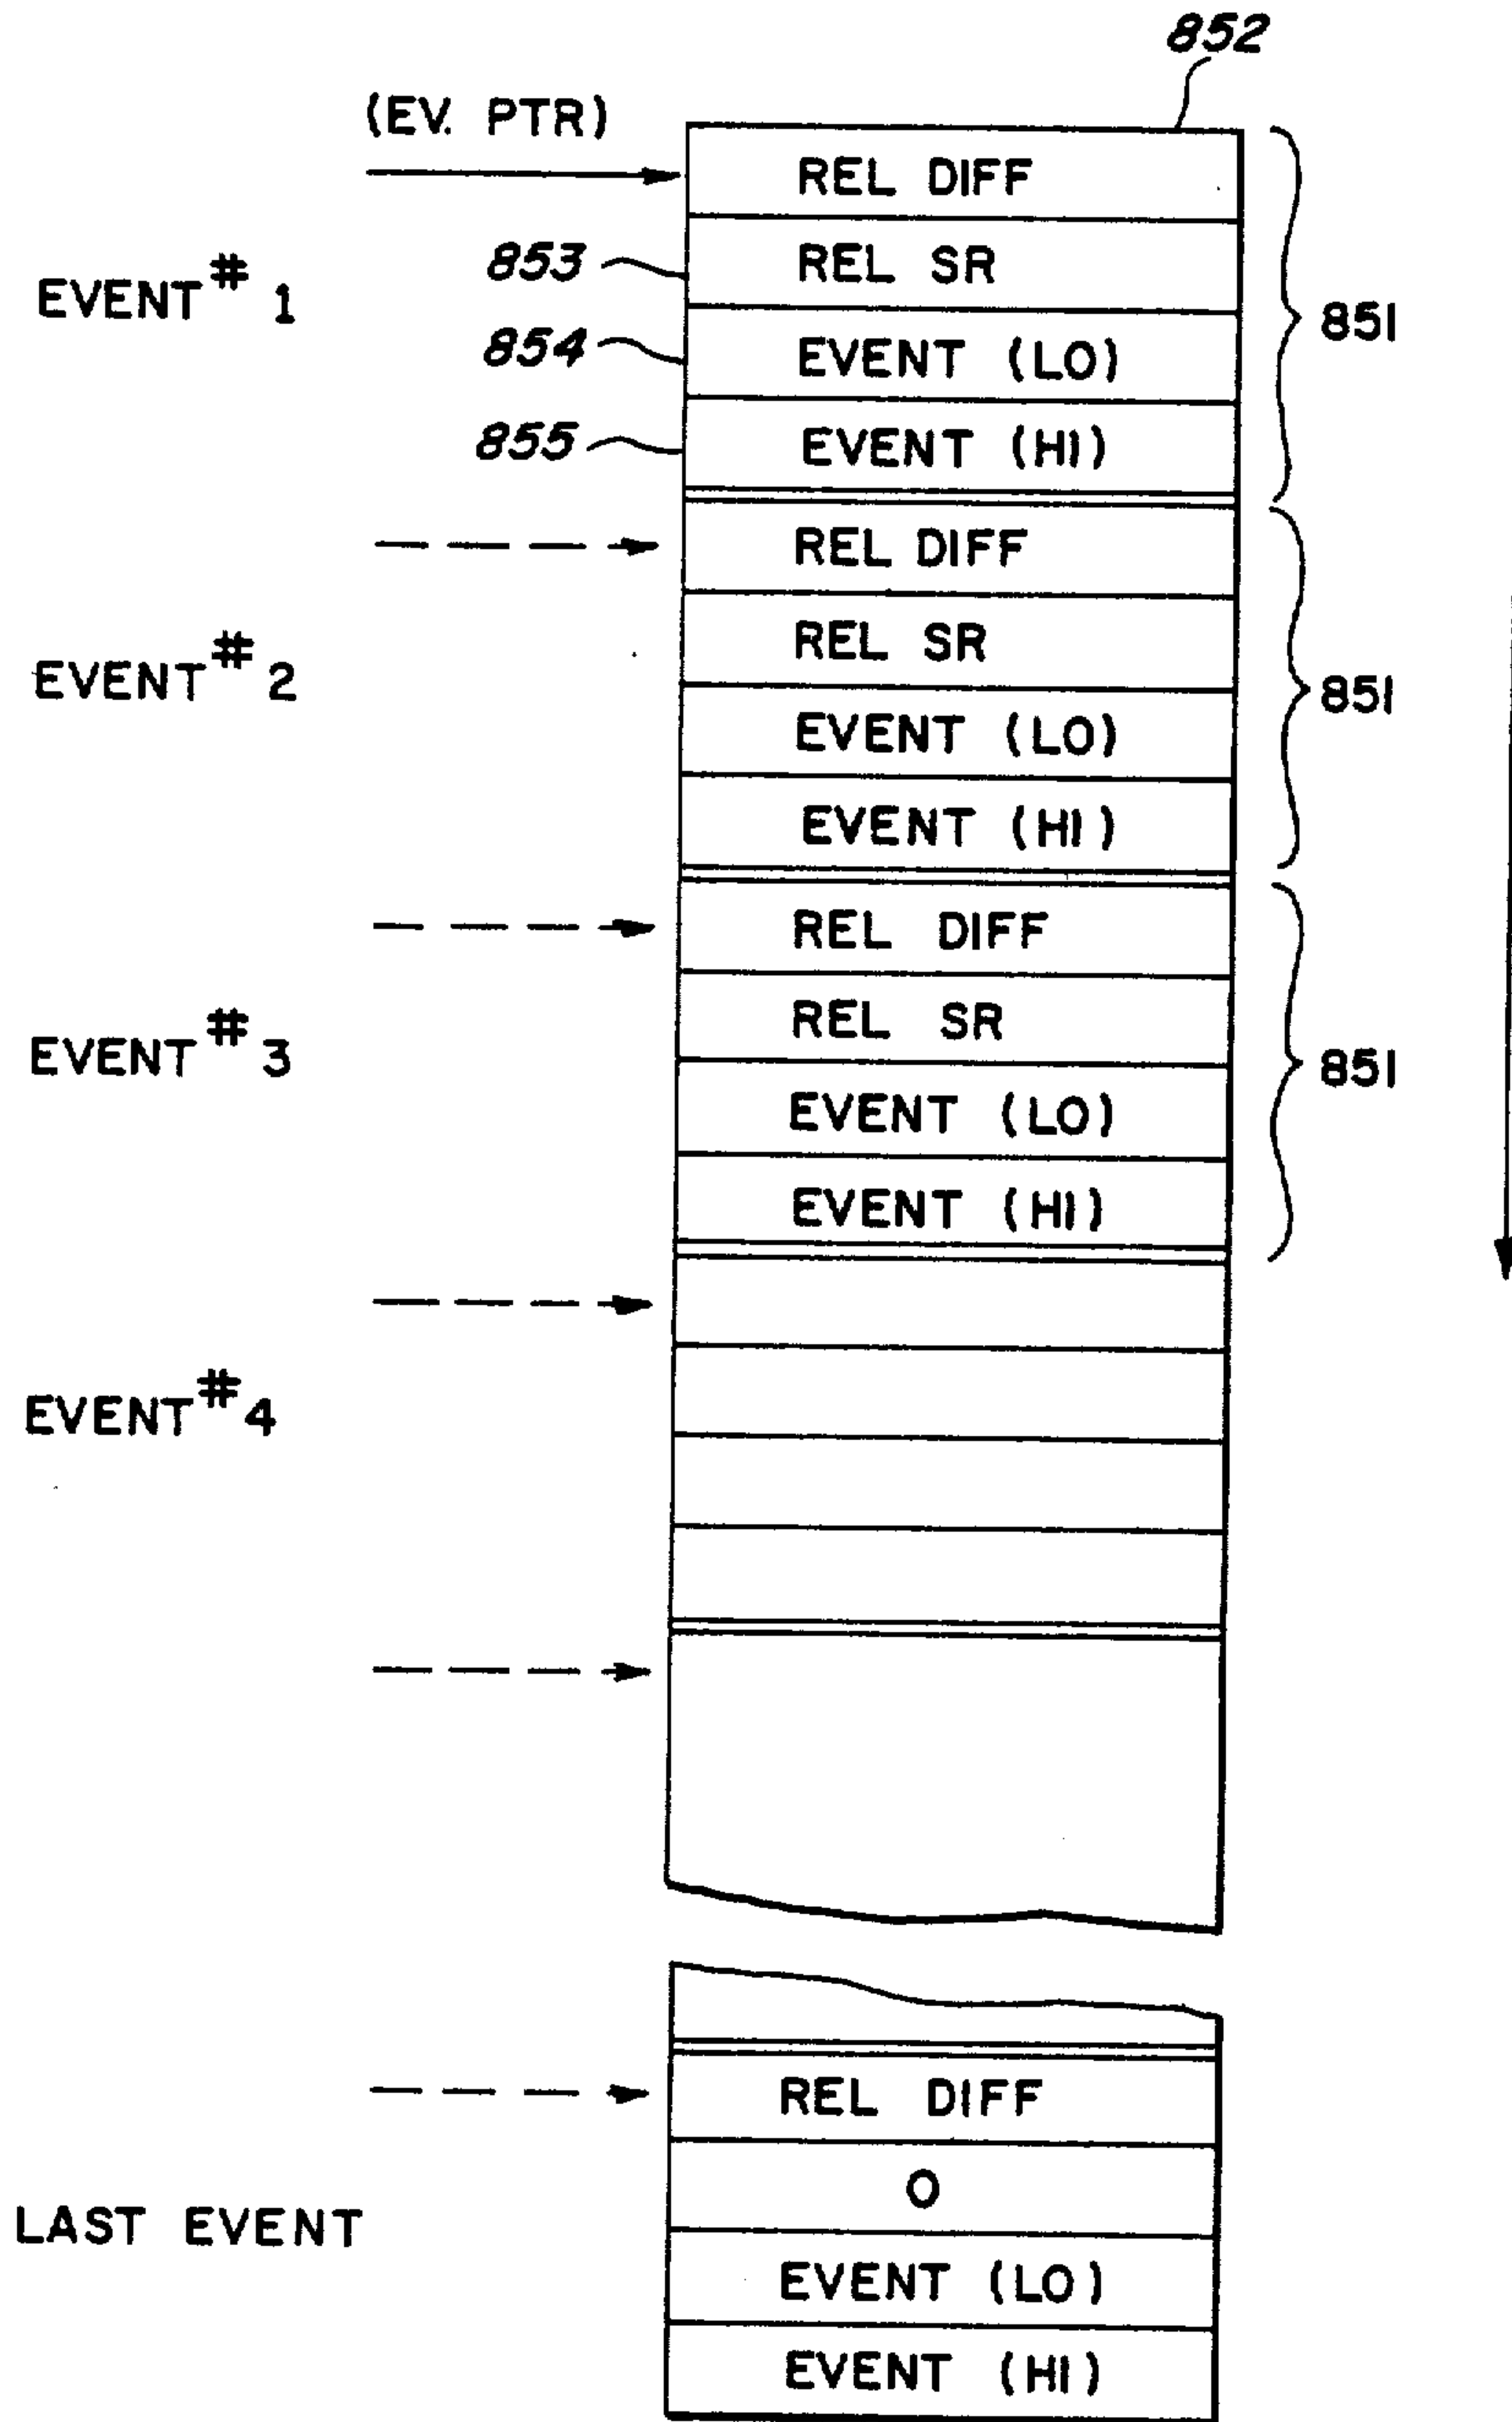 852
(EV. PTR)
REL DIFF
853 REL SR
EVENT # 1
851
854 EVENT (LO)
855 EVENT (HI)
REL DIFF
REL SR
EVENT # 2
851
EVENT (LO)
EVENT (HI)
REL DIFF
REL SR
EVENT # 3
851
EVENT (LO)
EVENT (HI)
EVENT # 4
REL DIFF
0
LAST EVENT
EVENT (LO)
EVENT (HI)